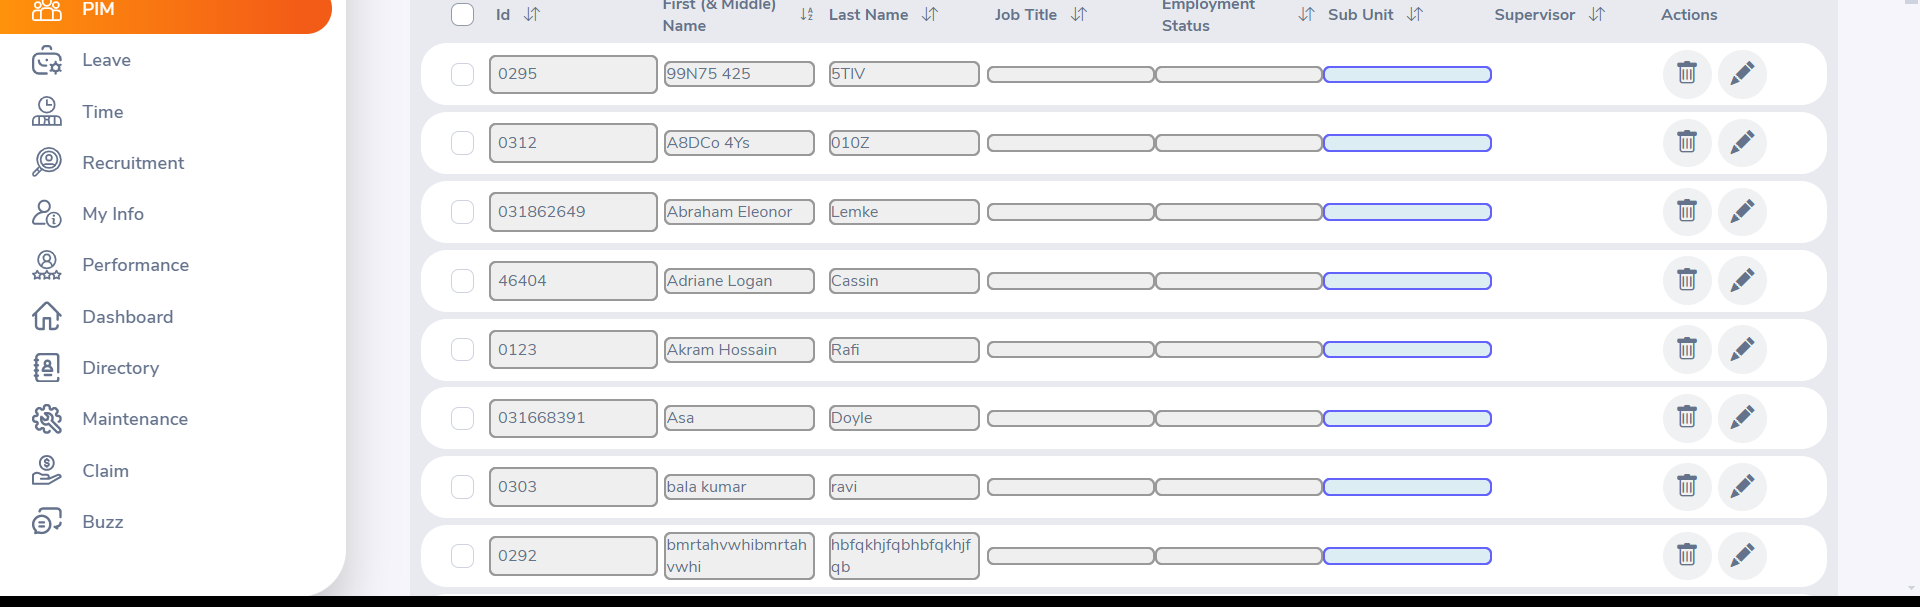 PIM
Leave
Time
Recruitment
My Info
Performance
Dashboard
Directory
Maintenance
Claim
Buzz
Id First (& Middle) Name Last Name Job Title Employment Status Sub Unit Supervisor Actions
0295 99N75 425 5TIV
0312 A8DCo 4Ys 010Z
031862649 Abraham Eleonor Lemke
46404 Adriane Logan Cassin
0123 Akram Hossain Rafi
031668391 Asa Doyle
0303 bala kumar ravi
0292 bmrtahvwhibmrtah hbfqkhjfqbhbfqkhjf
vwhi qb